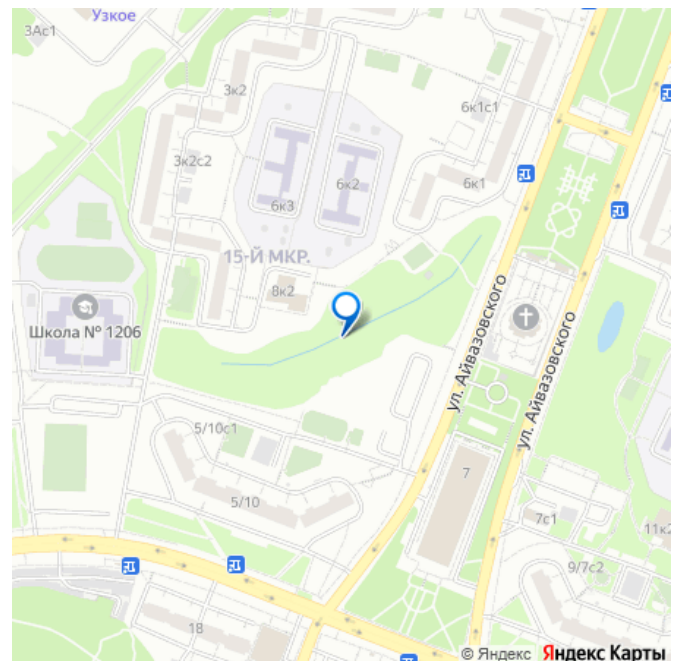 Узкое
3Ас1
3к2
6к1с1
3к2с2
6к3
6к2
6к1
15-Й МКР.
8к2
Школа № 1206
ул. Айвазовского
ул. Айвазовского
5/10с1
5/10
7
7с1
11к2
9/7с2
18
© Яндекс Яндекс Карты